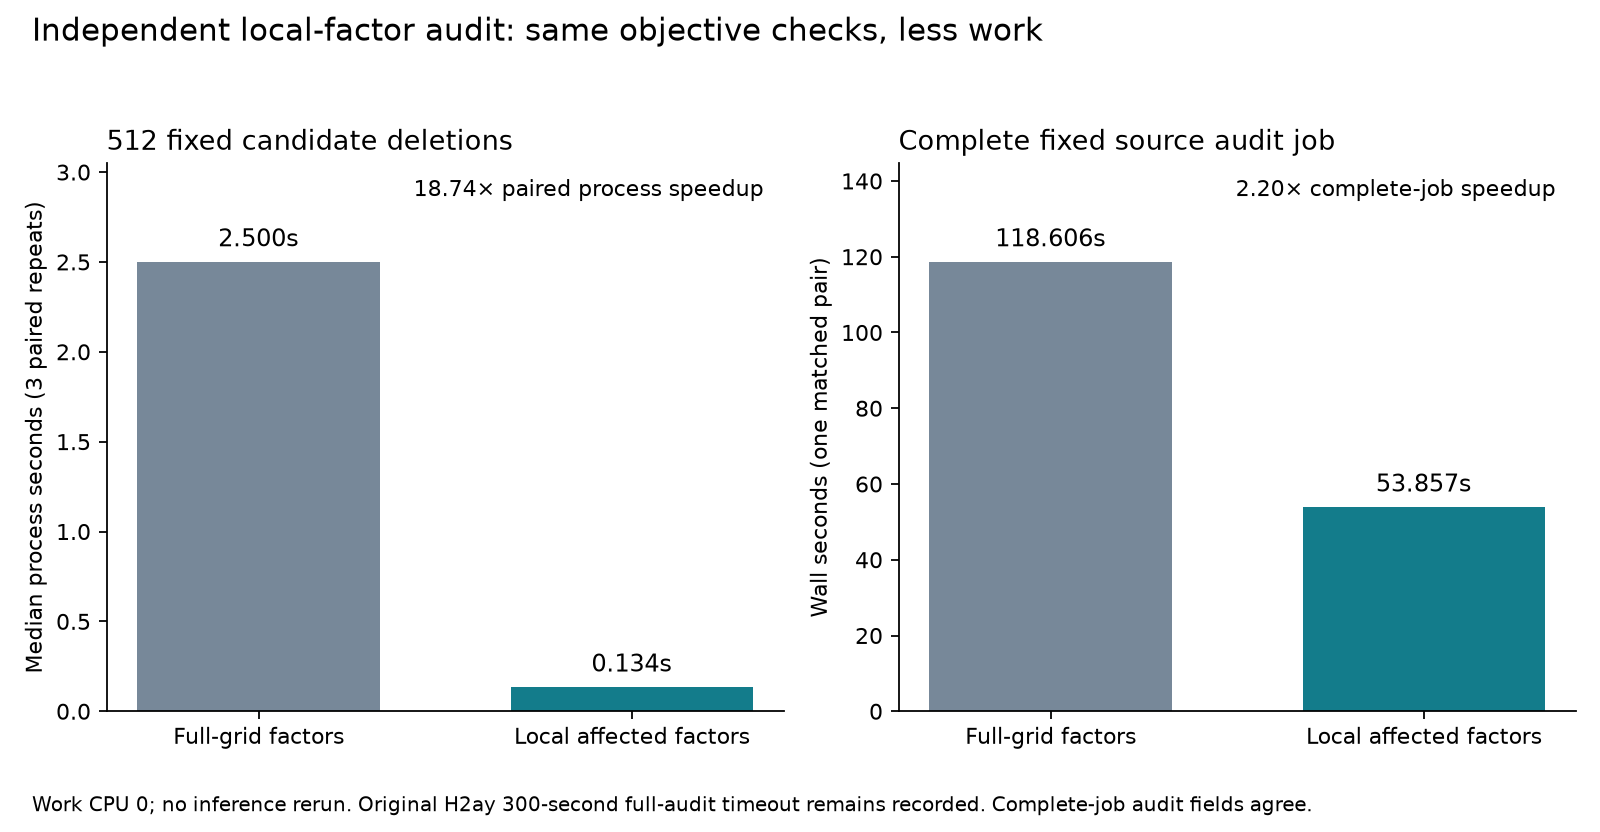 Independent local-factor audit: same objective checks, less work
512 fixed candidate deletions
18.74× paired process speedup
Median process seconds (3 paired repeats)
3.0
2.5
2.0
1.5
1.0
0.5
0.0
2.500s
0.134s
Full-grid factors
Local affected factors
Complete fixed source audit job
2.20× complete-job speedup
Wall seconds (one matched pair)
140
120
100
80
60
40
20
0
118.606s
53.857s
Full-grid factors
Local affected factors
Work CPU 0; no inference rerun. Original H2ay 300-second full-audit timeout remains recorded. Complete-job audit fields agree.